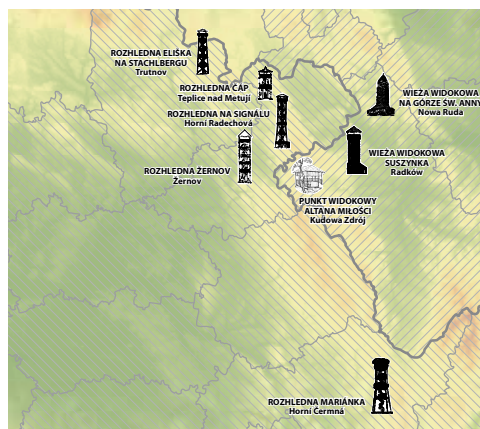 ROZHLEDNA ELIŠKA
NA STACHLBERGU
Trutnov
ROZHLEDNA ČÁP
Teplice nad Metují
ROZHLEDNA NA SIGNÁLU
Horní Radechová
WIEŻA WIDOKOWA
NA GÓRZE ŚW. ANNY
Nowa Ruda
WIEŻA WIDOKOWA
SUSZYNKA
Radków
ROZHLEDNA ŽERNOV
Žernov
PUNKT WIDOKOWY
ALTANA MIŁOŚCI
Kudowa Zdrój
ROZHLEDNA MARIÁNKA
Horní Čermná